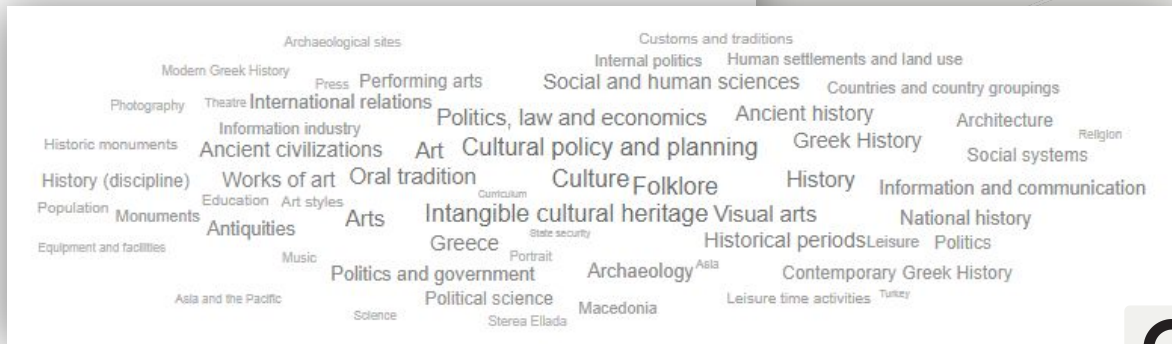 Archaeological sites
Customs and traditions
Internal politics
Human settlements and land use
Modern Greek History
Press
Performing arts
Social and human sciences
Countries and country groupings
Photography
Theatre
International relations
Politics, law and economics
Ancient history
Architecture
Information industry
Religion
Historic monuments
Ancient civilizations
Art
Cultural policy and planning
Greek History
Social systems
History (discipline)
Works of art
Oral tradition
Culture
Folklore
History
Information and communication
Curriculum
Population
Monuments
Education
Art styles
Arts
Intangible cultural heritage
Visual arts
National history
Antiquities
State security
Equipment and facilities
Greece
Historical periods
Leisure
Politics
Music
Portrait
Politics and government
Archaeology
Asia
Contemporary Greek History
Asia and the Pacific
Political science
Macedonia
Leisure time activities
Turkey
Science
Sterea Ellada